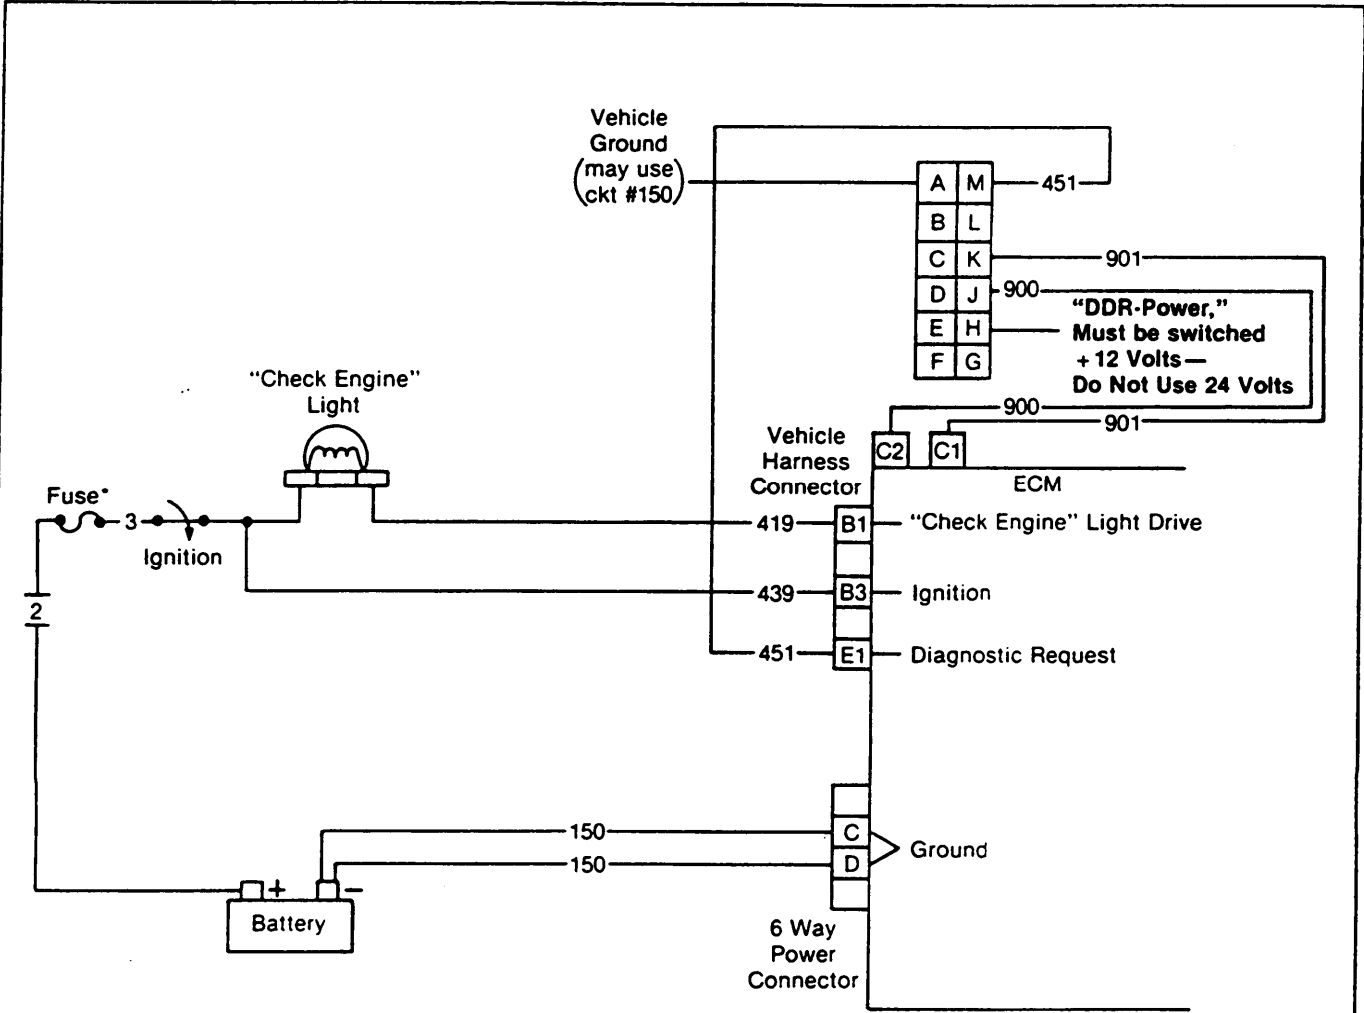 Vehicle
Ground
(may use
ckt #150)
A M 451
B L
C K 901
D J 900
E H
F G
"DDR-Power,"
Must be switched
+ 12 Volts—
Do Not Use 24 Volts
900
901
"Check Engine"
Light
Vehicle
Harness
Connector
C2 C1
ECM
Fuse*
3
Ignition
2
419 B1 "Check Engine" Light Drive
439 B3 Ignition
451 E1 Diagnostic Request
150 C
150 D
Ground
+ −
Battery
6 Way
Power
Connector